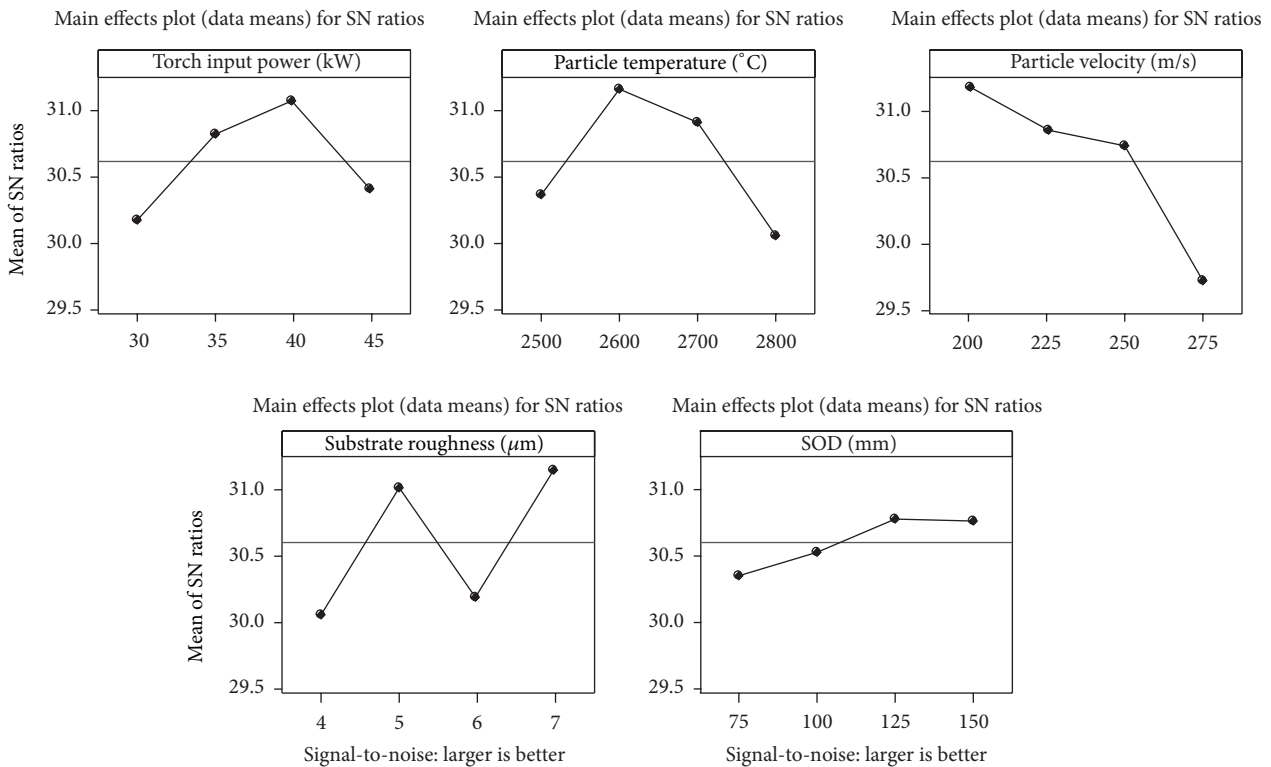 Main effects plot (data means) for SN ratios
Torch input power (kW)
Mean of SN ratios
31.0
30.5
30.0
29.5
30 35 40 45
Main effects plot (data means) for SN ratios
Particle temperature (˚C)
31.0
30.5
30.0
29.5
2500 2600 2700 2800
Main effects plot (data means) for SN ratios
Particle velocity (m/s)
31.0
30.5
30.0
29.5
200 225 250 275
Main effects plot (data means) for SN ratios
Substrate roughness (μm)
Mean of SN ratios
31.0
30.5
30.0
29.5
4 5 6 7
Signal-to-noise: larger is better
Main effects plot (data means) for SN ratios
SOD (mm)
31.0
30.5
30.0
29.5
75 100 125 150
Signal-to-noise: larger is better